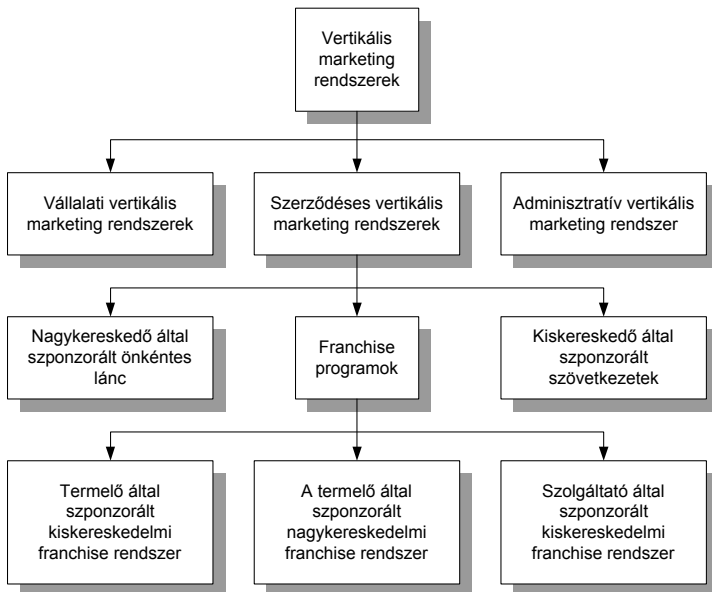 Vertikális
marketing
rendszerek
Vállalati vertikális
marketing rendszerek
Szerződéses vertikális
marketing rendszerek
Adminisztratív vertikális
marketing rendszer
Nagykereskedő által
szponzorált önkéntes
lánc
Franchise
programok
Kiskereskedő által
szponzorált
szövetkezetek
Termelő által
szponzorált
kiskereskedelmi
franchise rendszer
A termelő által
szponzorált
nagykereskedelmi
franchise rendszer
Szolgáltató által
szponzorált
kiskereskedelmi
franchise rendszer